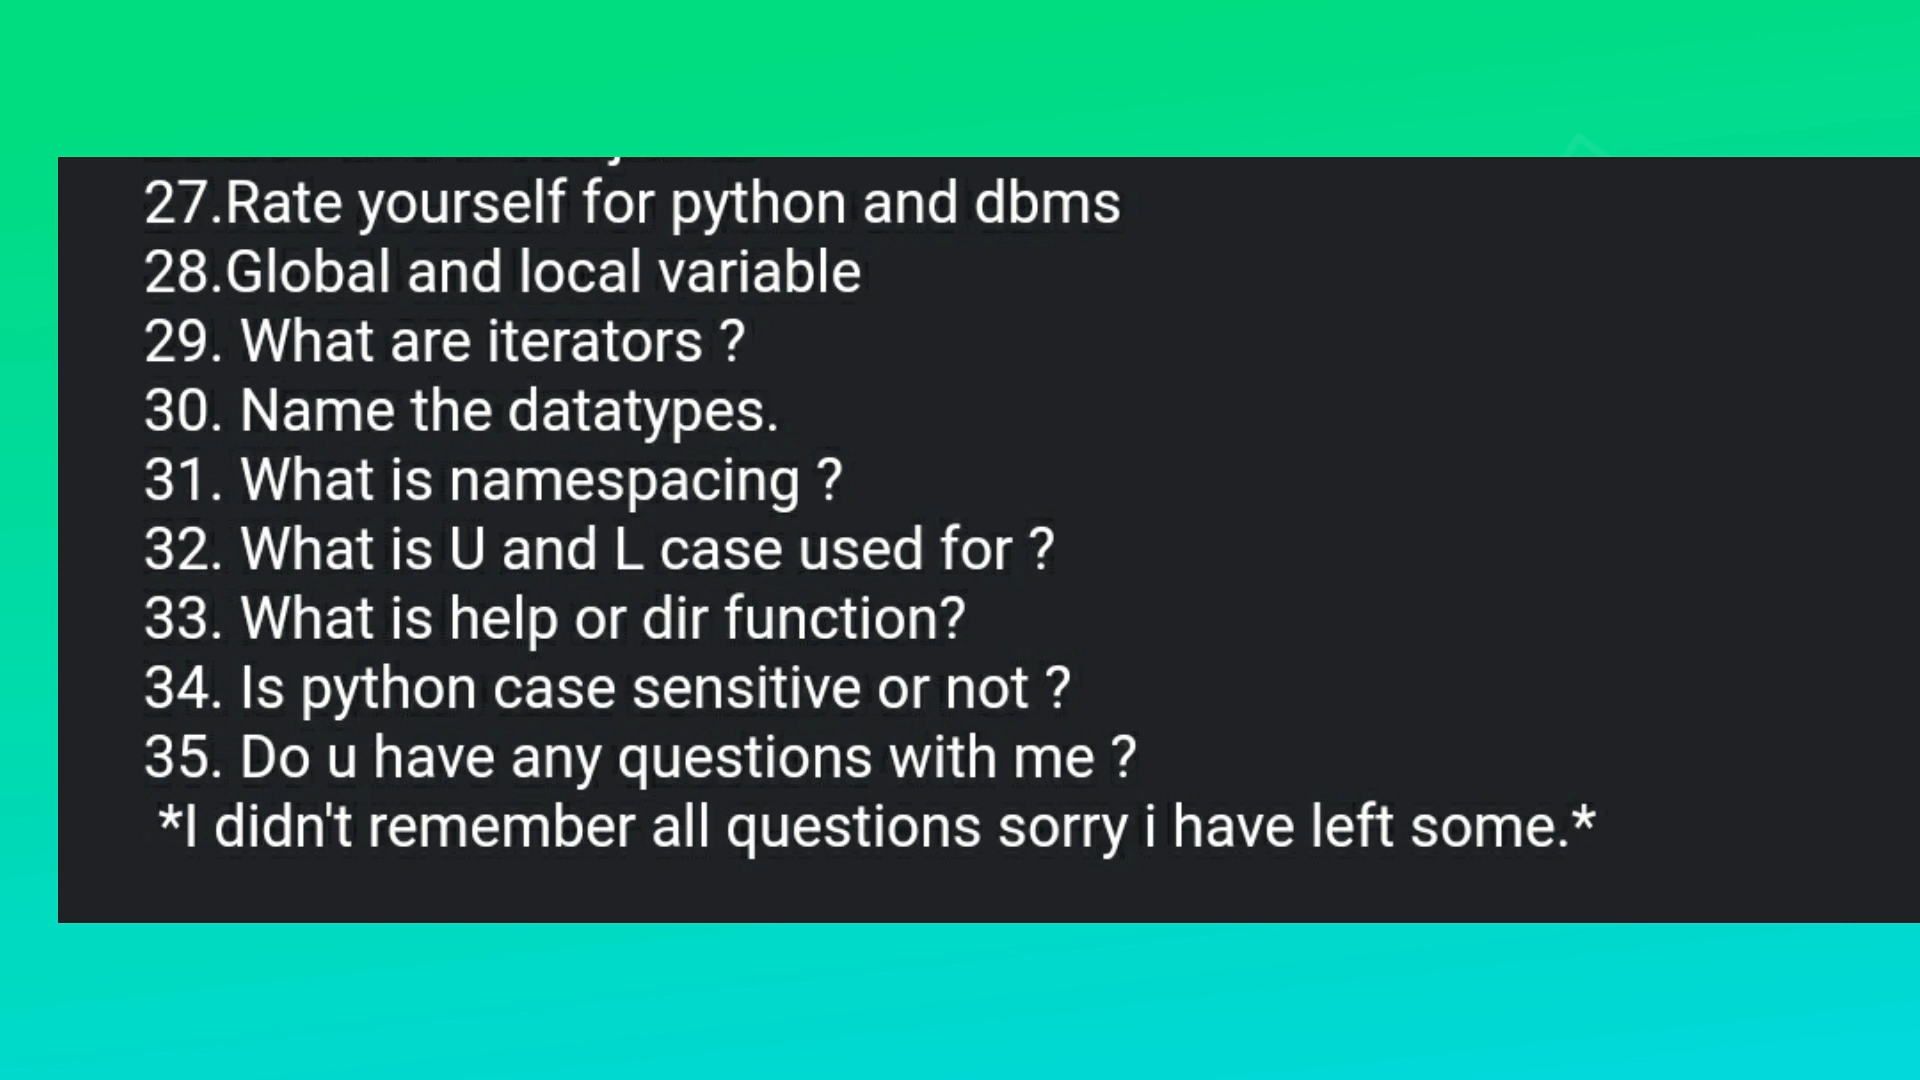 27.Rate yourself for python and dbms
28.Global and local variable
29. What are iterators ?
30. Name the datatypes.
31. What is namespacing ?
32. What is U and L case used for ?
33. What is help or dir function?
34. Is python case sensitive or not ?
35. Do u have any questions with me ?
*I didn't remember all questions sorry i have left some.*